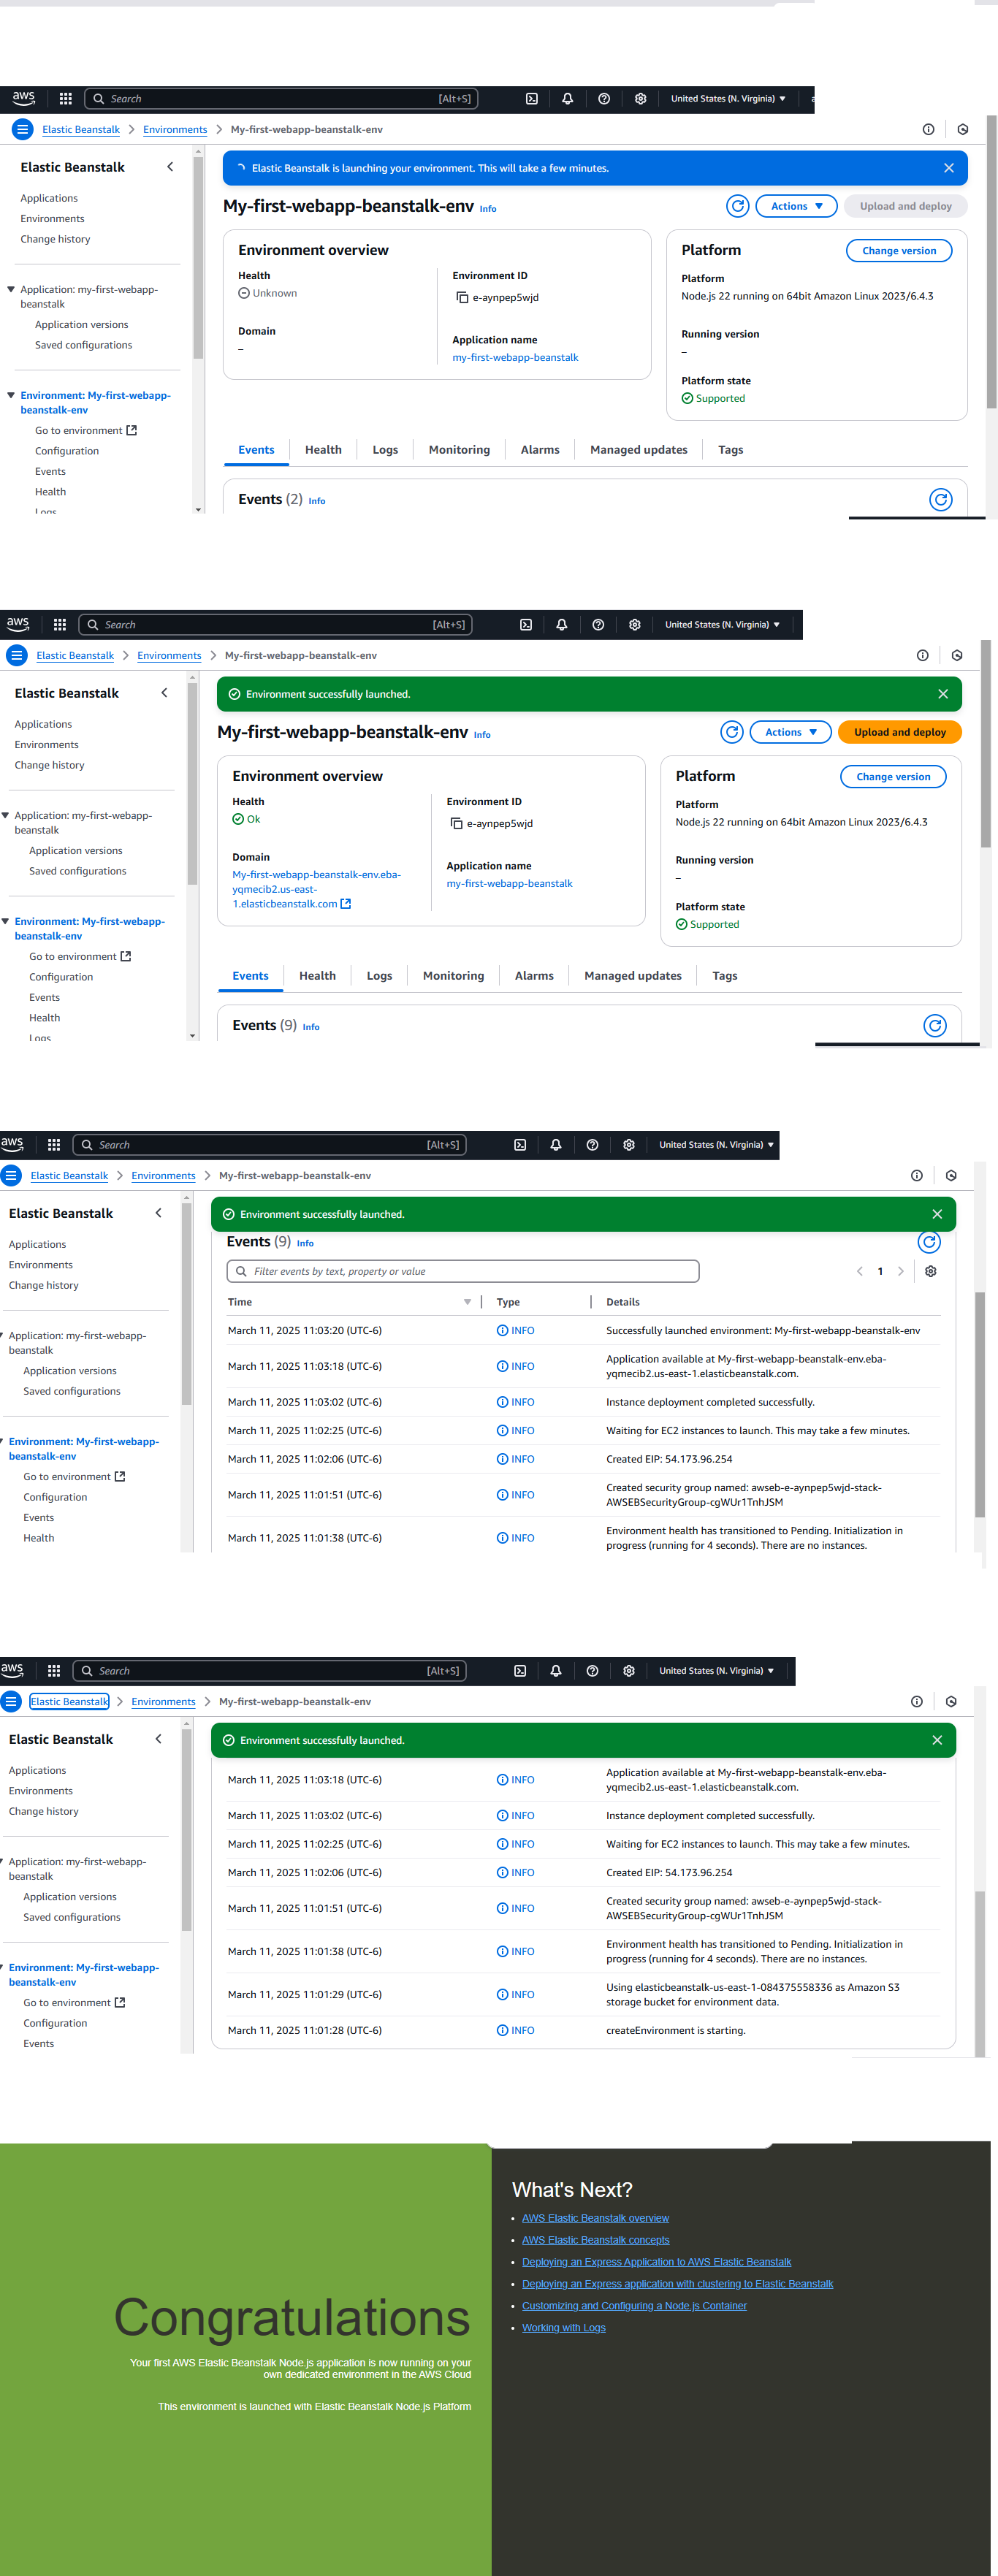 aws
Search
[Alt+S]
United States (N. Virginia)
Elastic Beanstalk
Environments
My-first-webapp-beanstalk-env
Elastic Beanstalk
Applications
Environments
Change history
Application: my-first-webapp-
beanstalk
Application versions
Saved configurations
Environment: My-first-webapp-
beanstalk-env
Go to environment
Configuration
Events
Health
Logs
Elastic Beanstalk is launching your environment. This will take a few minutes.
My-first-webapp-beanstalk-env Info
Actions
Upload and deploy
Environment overview
Health
Unknown
Domain
–
Environment ID
e-aynpep5wjd
Application name
my-first-webapp-beanstalk
Platform
Change version
Platform
Node.js 22 running on 64bit Amazon Linux 2023/6.4.3
Running version
–
Platform state
Supported
Events
Health
Logs
Monitoring
Alarms
Managed updates
Tags
Events (2) Info
aws
Search
[Alt+S]
United States (N. Virginia)
Elastic Beanstalk
Environments
My-first-webapp-beanstalk-env
Elastic Beanstalk
Applications
Environments
Change history
Application: my-first-webapp-
beanstalk
Application versions
Saved configurations
Environment: My-first-webapp-
beanstalk-env
Go to environment
Configuration
Events
Health
Logs
Environment successfully launched.
My-first-webapp-beanstalk-env Info
Actions
Upload and deploy
Environment overview
Health
Ok
Domain
My-first-webapp-beanstalk-env.eba-
yqmecib2.us-east-
1.elasticbeanstalk.com
Environment ID
e-aynpep5wjd
Application name
my-first-webapp-beanstalk
Platform
Change version
Platform
Node.js 22 running on 64bit Amazon Linux 2023/6.4.3
Running version
–
Platform state
Supported
Events
Health
Logs
Monitoring
Alarms
Managed updates
Tags
Events (9) Info
aws
Search
[Alt+S]
United States (N. Virginia)
Elastic Beanstalk
Environments
My-first-webapp-beanstalk-env
Elastic Beanstalk
Applications
Environments
Change history
Application: my-first-webapp-
beanstalk
Application versions
Saved configurations
Environment: My-first-webapp-
beanstalk-env
Go to environment
Configuration
Events
Health
Environment successfully launched.
Events (9) Info
Filter events by text, property or value
1
Time Type Details
March 11, 2025 11:03:20 (UTC-6) INFO Successfully launched environment: My-first-webapp-beanstalk-env
March 11, 2025 11:03:18 (UTC-6) INFO Application available at My-first-webapp-beanstalk-env.eba-
yqmecib2.us-east-1.elasticbeanstalk.com.
March 11, 2025 11:03:02 (UTC-6) INFO Instance deployment completed successfully.
March 11, 2025 11:02:25 (UTC-6) INFO Waiting for EC2 instances to launch. This may take a few minutes.
March 11, 2025 11:02:06 (UTC-6) INFO Created EIP: 54.173.96.254
March 11, 2025 11:01:51 (UTC-6) INFO Created security group named: awseb-e-aynpep5wjd-stack-
AWSEBSecurityGroup-cgWUr1TnhJSM
March 11, 2025 11:01:38 (UTC-6) INFO Environment health has transitioned to Pending. Initialization in
progress (running for 4 seconds). There are no instances.
aws
Search
[Alt+S]
United States (N. Virginia)
Elastic Beanstalk
Environments
My-first-webapp-beanstalk-env
Elastic Beanstalk
Applications
Environments
Change history
Application: my-first-webapp-
beanstalk
Application versions
Saved configurations
Environment: My-first-webapp-
beanstalk-env
Go to environment
Configuration
Events
Environment successfully launched.
March 11, 2025 11:03:18 (UTC-6) INFO Application available at My-first-webapp-beanstalk-env.eba-
yqmecib2.us-east-1.elasticbeanstalk.com.
March 11, 2025 11:03:02 (UTC-6) INFO Instance deployment completed successfully.
March 11, 2025 11:02:25 (UTC-6) INFO Waiting for EC2 instances to launch. This may take a few minutes.
March 11, 2025 11:02:06 (UTC-6) INFO Created EIP: 54.173.96.254
March 11, 2025 11:01:51 (UTC-6) INFO Created security group named: awseb-e-aynpep5wjd-stack-
AWSEBSecurityGroup-cgWUr1TnhJSM
March 11, 2025 11:01:38 (UTC-6) INFO Environment health has transitioned to Pending. Initialization in
progress (running for 4 seconds). There are no instances.
March 11, 2025 11:01:29 (UTC-6) INFO Using elasticbeanstalk-us-east-1-084375558336 as Amazon S3
storage bucket for environment data.
March 11, 2025 11:01:28 (UTC-6) INFO createEnvironment is starting.
Congratulations
Your first AWS Elastic Beanstalk Node.js application is now running on your
own dedicated environment in the AWS Cloud
This environment is launched with Elastic Beanstalk Node.js Platform
What's Next?
AWS Elastic Beanstalk overview
AWS Elastic Beanstalk concepts
Deploying an Express Application to AWS Elastic Beanstalk
Deploying an Express application with clustering to Elastic Beanstalk
Customizing and Configuring a Node.js Container
Working with Logs